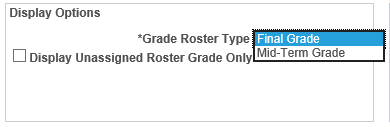 Display Options
*Grade Roster Type Final Grade
Mid-Term Grade
Display Unassigned Roster Grade Only